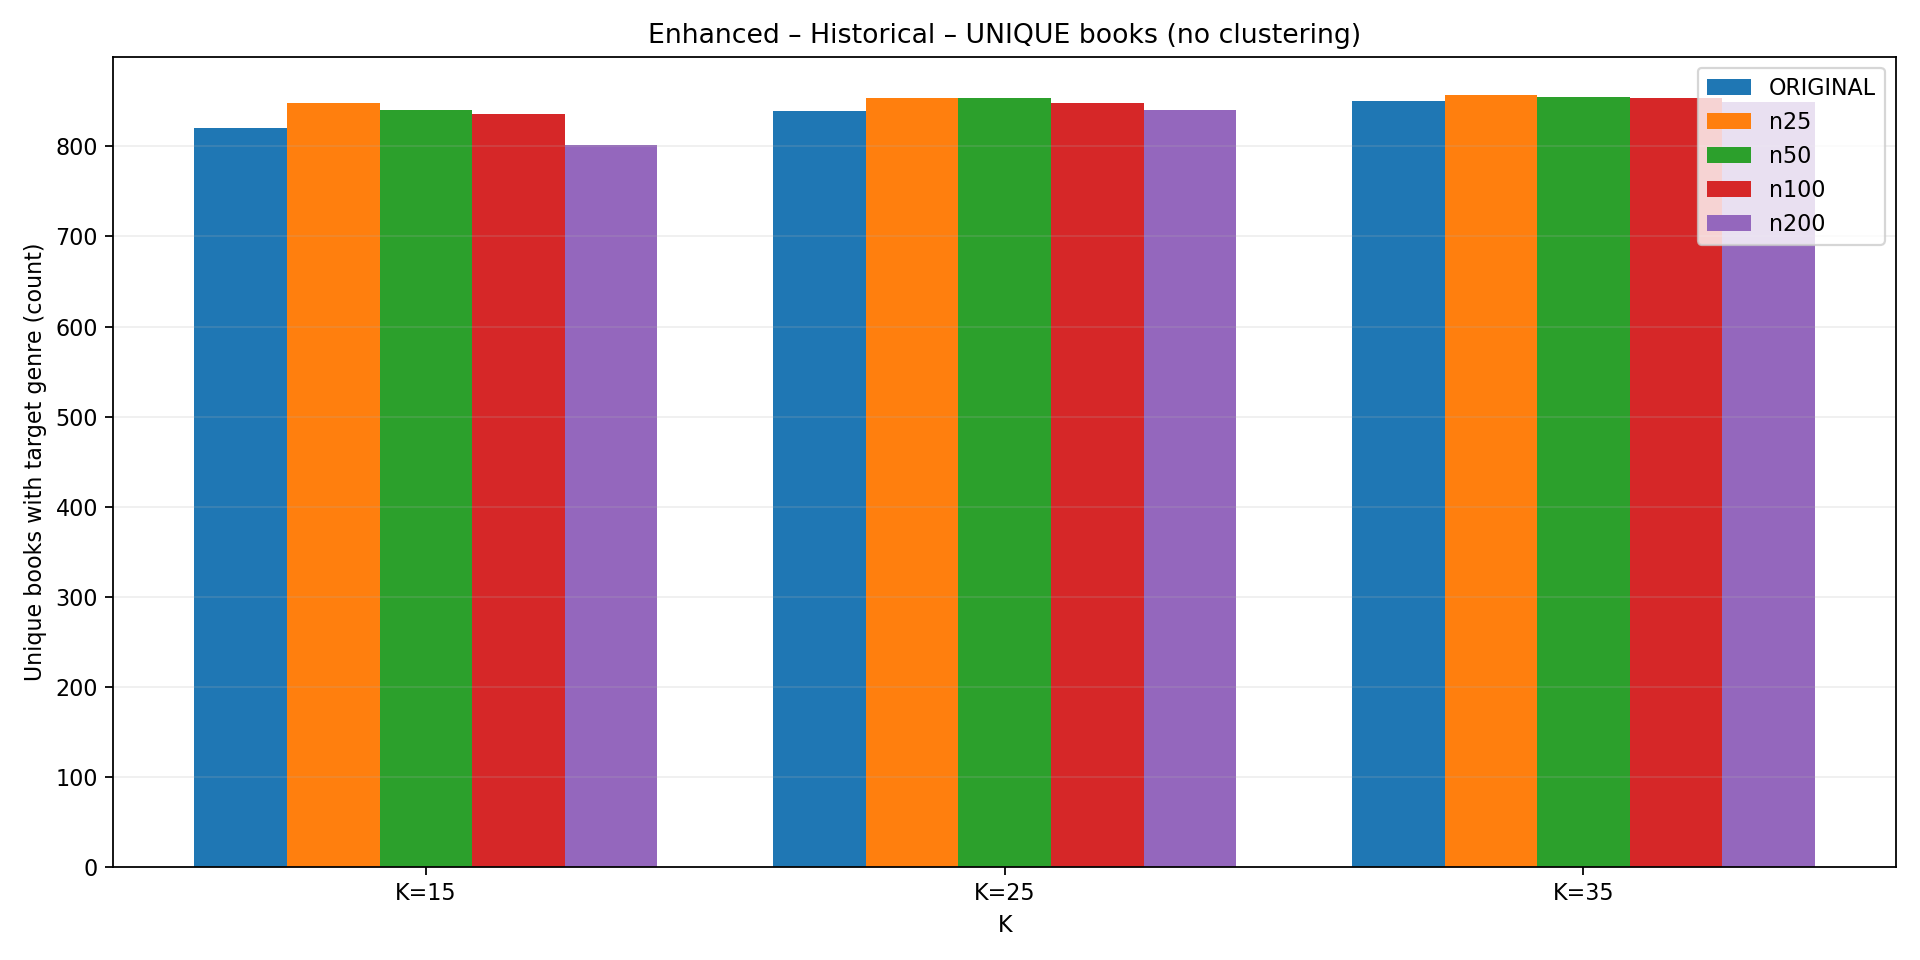 Enhanced – Historical – UNIQUE books (no clustering)
Unique books with target genre (count)
800
700
600
500
400
300
200
100
0
K=15
K=25
K=35
K
ORIGINAL
n25
n50
n100
n200